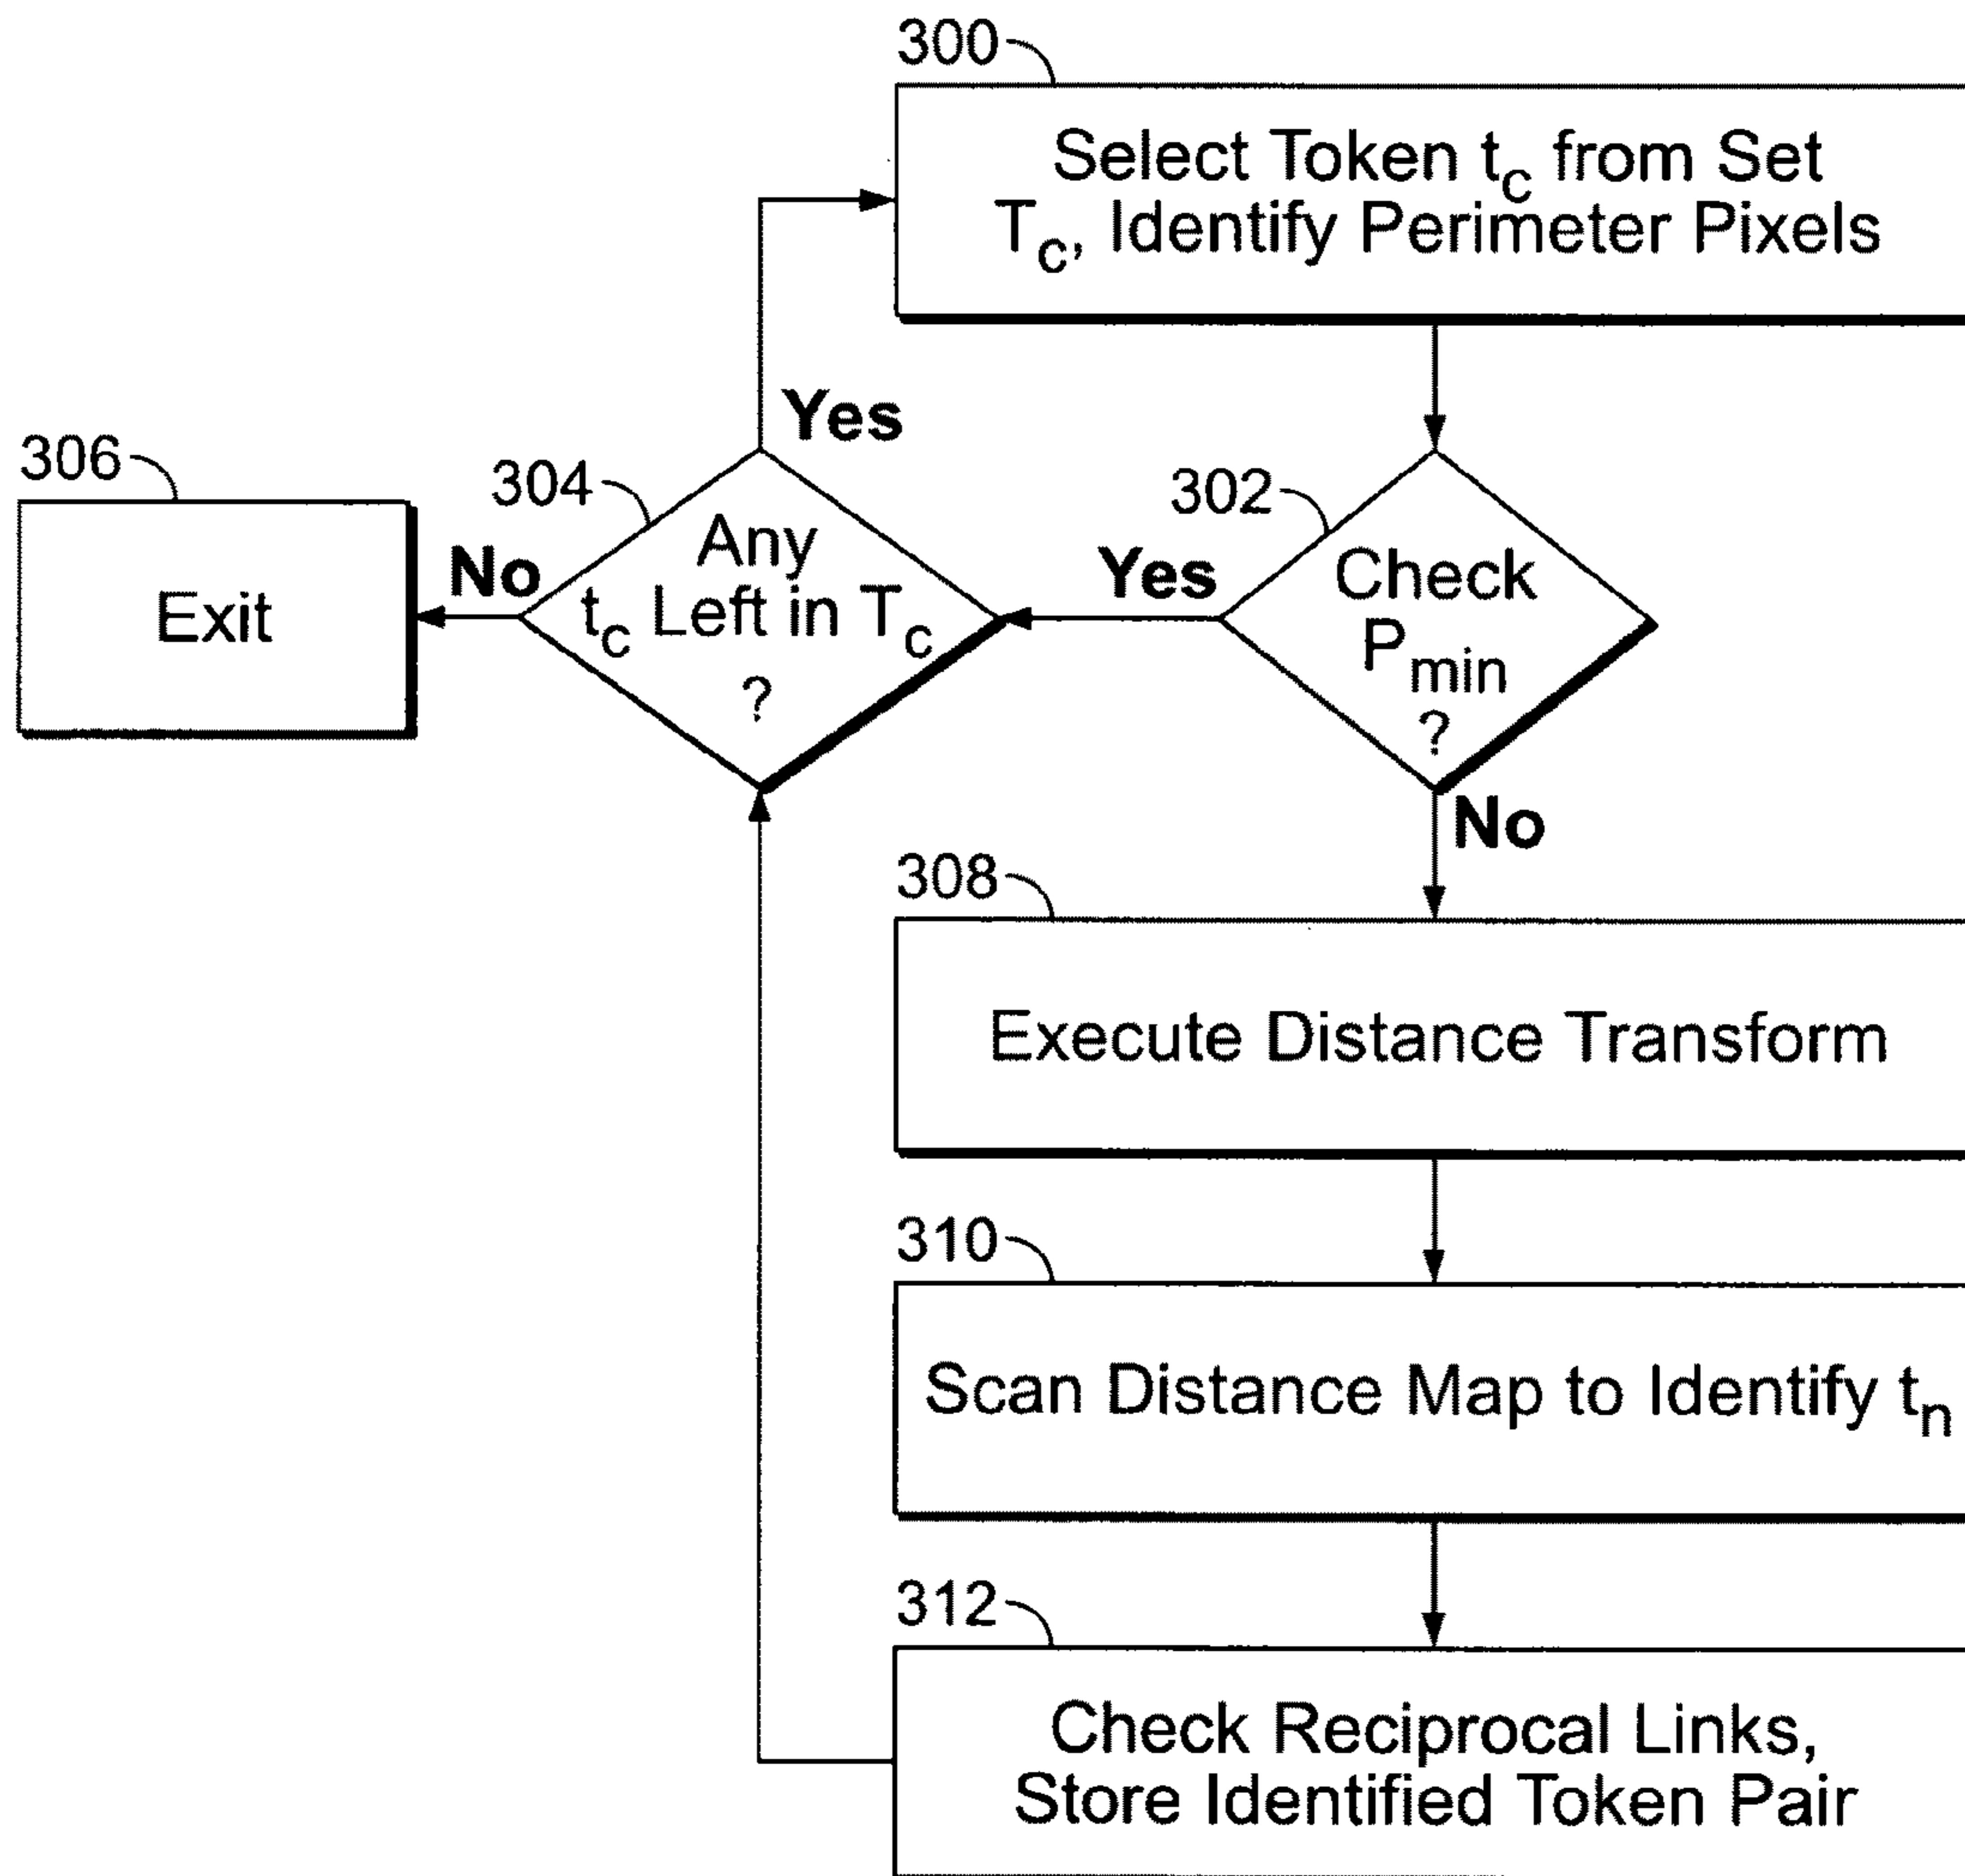 300
Select Token tc from Set
Tc, Identify Perimeter Pixels
Yes
306
304
302
Exit
No
Any
tc Left in Tc
?
Yes
Check
Pmin
?
No
308
Execute Distance Transform
310
Scan Distance Map to Identify tn
312
Check Reciprocal Links,
Store Identified Token Pair